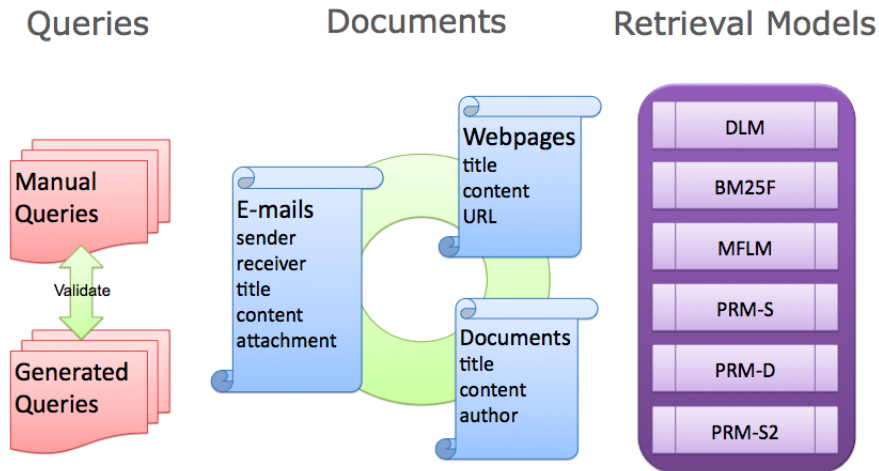 Queries
Documents
Retrieval Models
Manual
Queries
Validate
Generated
Queries
E-mails
sender
receiver
title
content
attachment
Webpages
title
content
URL
Documents
title
content
author
DLM
BM25F
MFLM
PRM-S
PRM-D
PRM-S2